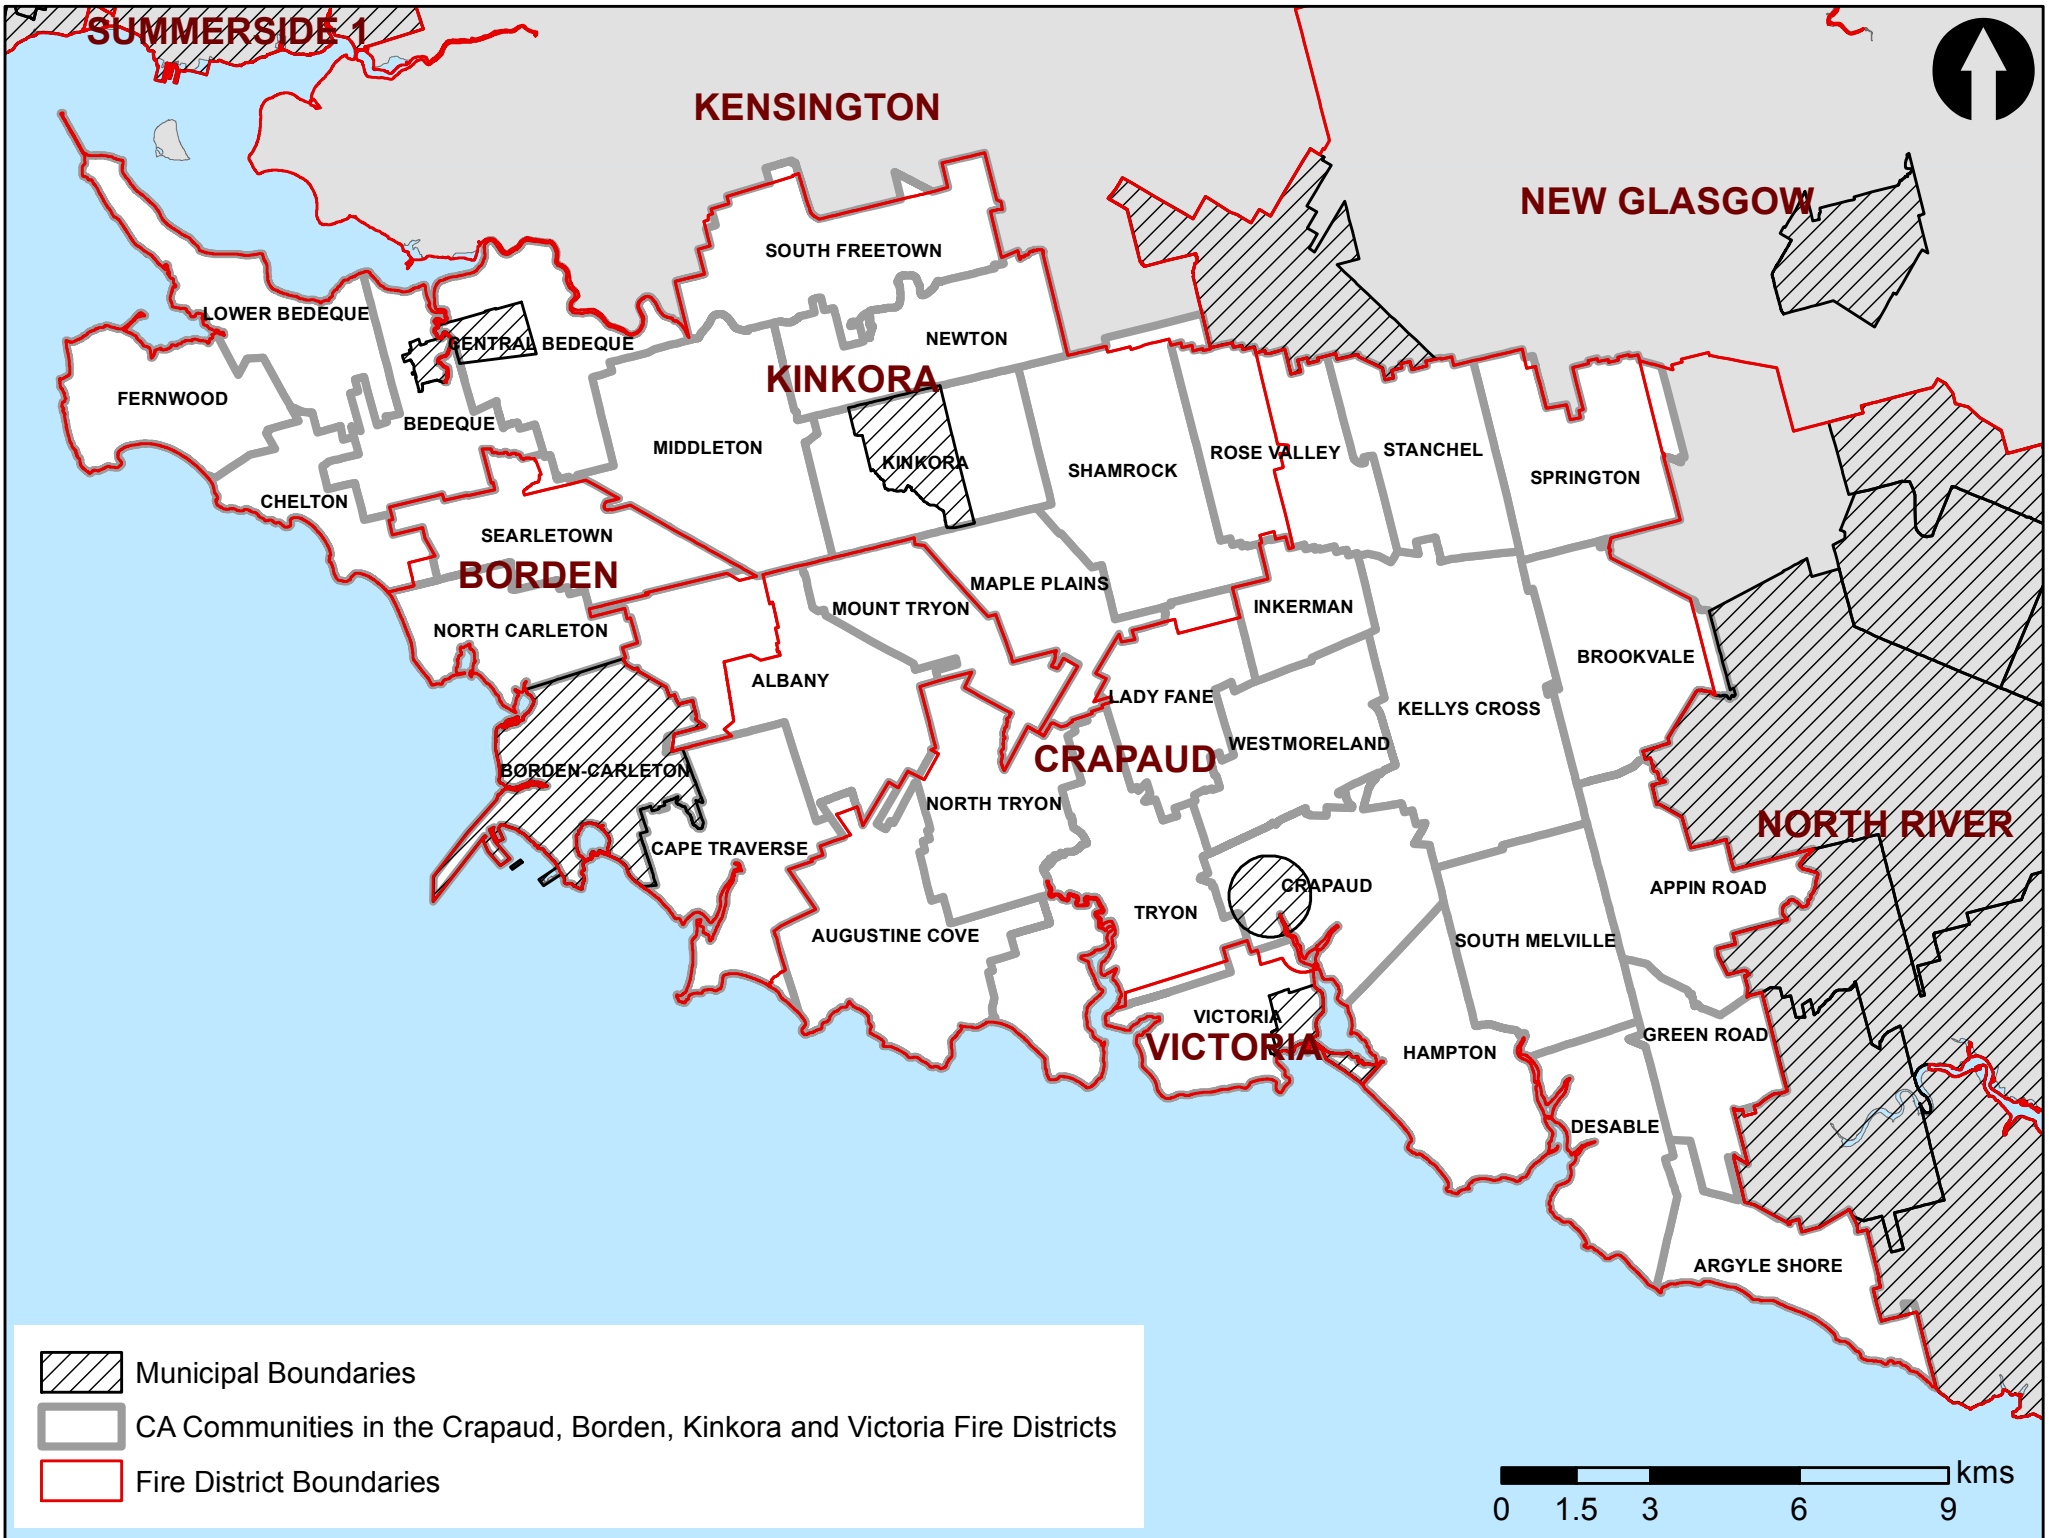 SUMMERSIDE 1
KENSINGTON
NEW GLASGOW
SOUTH FREETOWN
LOWER BEDEQUE
CENTRAL BEDEQUE
NEWTON
KINKORA
FERNWOOD
BEDEQUE
MIDDLETON
KINKORA
SHAMROCK
ROSE VALLEY
STANCHEL
SPRINGTON
CHELTON
SEARLETOWN
BORDEN
MAPLE PLAINS
MOUNT TRYON
INKERMAN
NORTH CARLETON
BROOKVALE
ALBANY
LADY FANE
KELLYS CROSS
WESTMORELAND
CRAPAUD
BORDEN-CARLETON
NORTH TRYON
NORTH RIVER
CAPE TRAVERSE
CRAPAUD
APPIN ROAD
TRYON
AUGUSTINE COVE
SOUTH MELVILLE
VICTORIA
VICTORIA
HAMPTON
GREEN ROAD
DESABLE
ARGYLE SHORE
Municipal Boundaries
CA Communities in the Crapaud, Borden, Kinkora and Victoria Fire Districts
Fire District Boundaries
kms
0 1.5 3 6 9